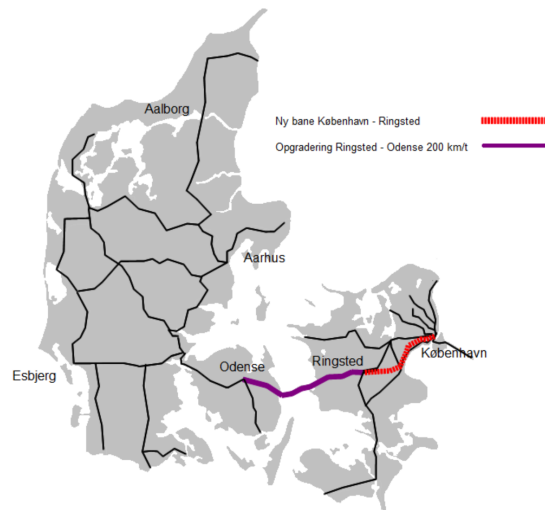 Aalborg
Ny bane København - Ringsted
Opgradering Ringsted - Odense 200 km/t
Aarhus
København
Ringsted
Odense
Esbjerg